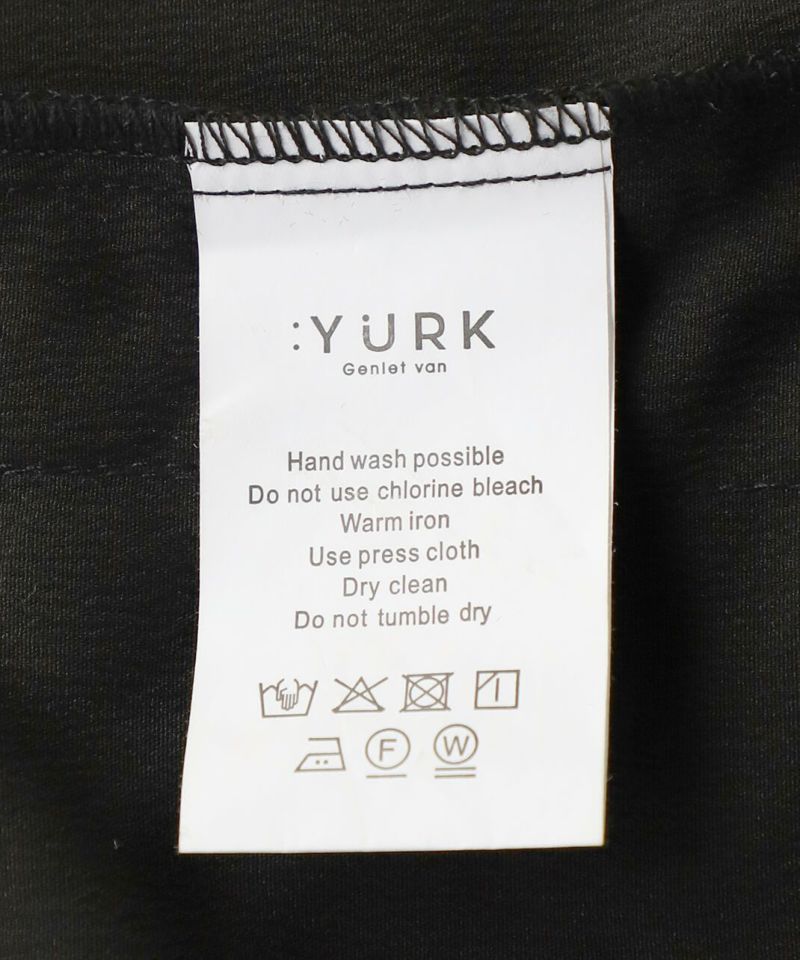 :YÜRK
Geniet van
Hand wash possible
Do not use chlorine bleach
Warm iron
Use press cloth
Dry clean
Do not tumble dry
F
W